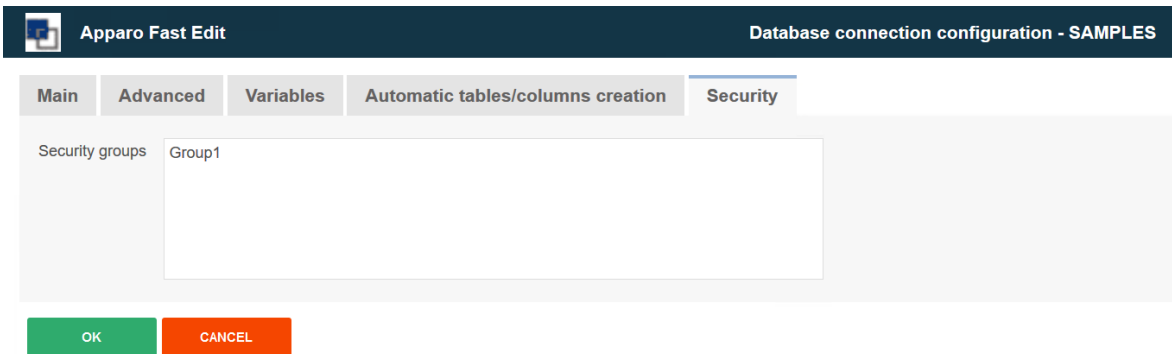 Apparo Fast Edit Database connection configuration - SAMPLES
Main Advanced Variables Automatic tables/columns creation Security
Security groups Group1
OK CANCEL